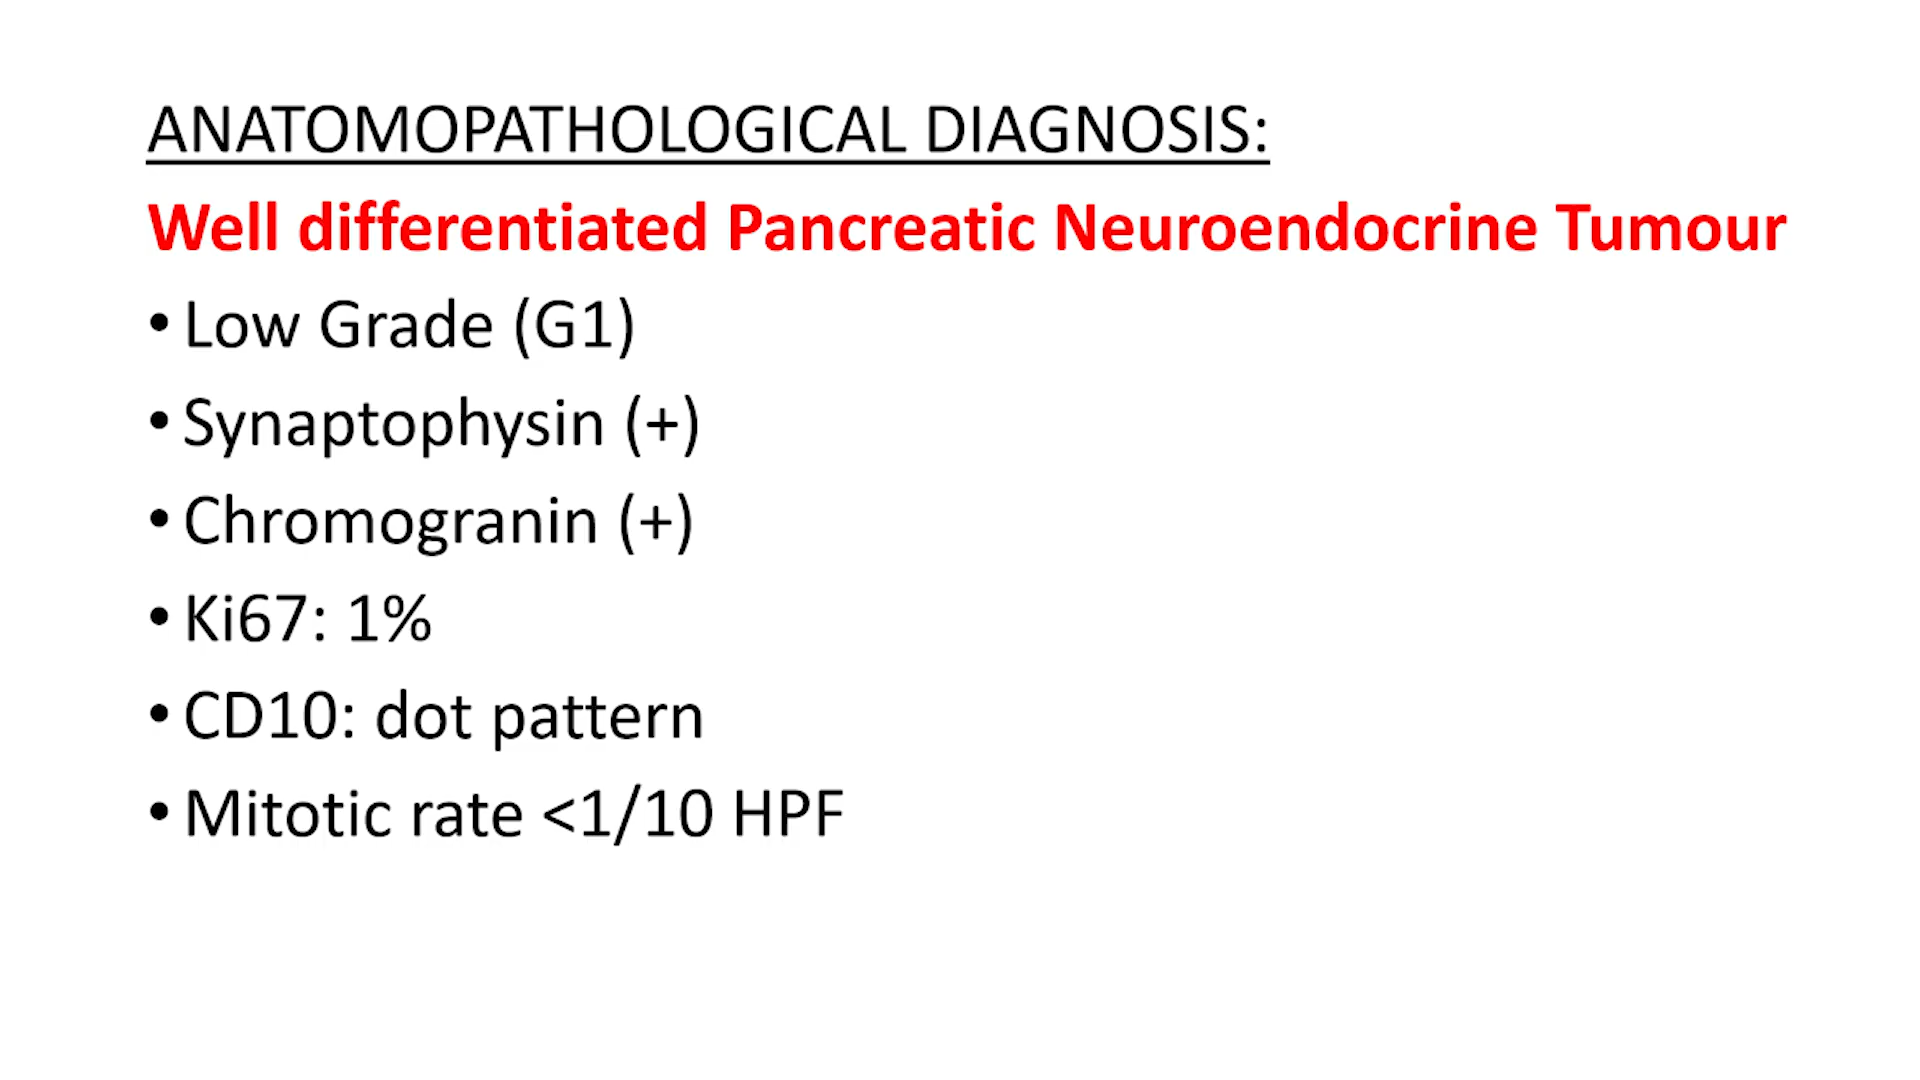 ANATOMOPATHOLOGICAL DIAGNOSIS:
Well differentiated Pancreatic Neuroendocrine Tumour
• Low Grade (G1)
• Synaptophysin (+)
• Chromogranin (+)
• Ki67: 1%
• CD10: dot pattern
• Mitotic rate <1/10 HPF